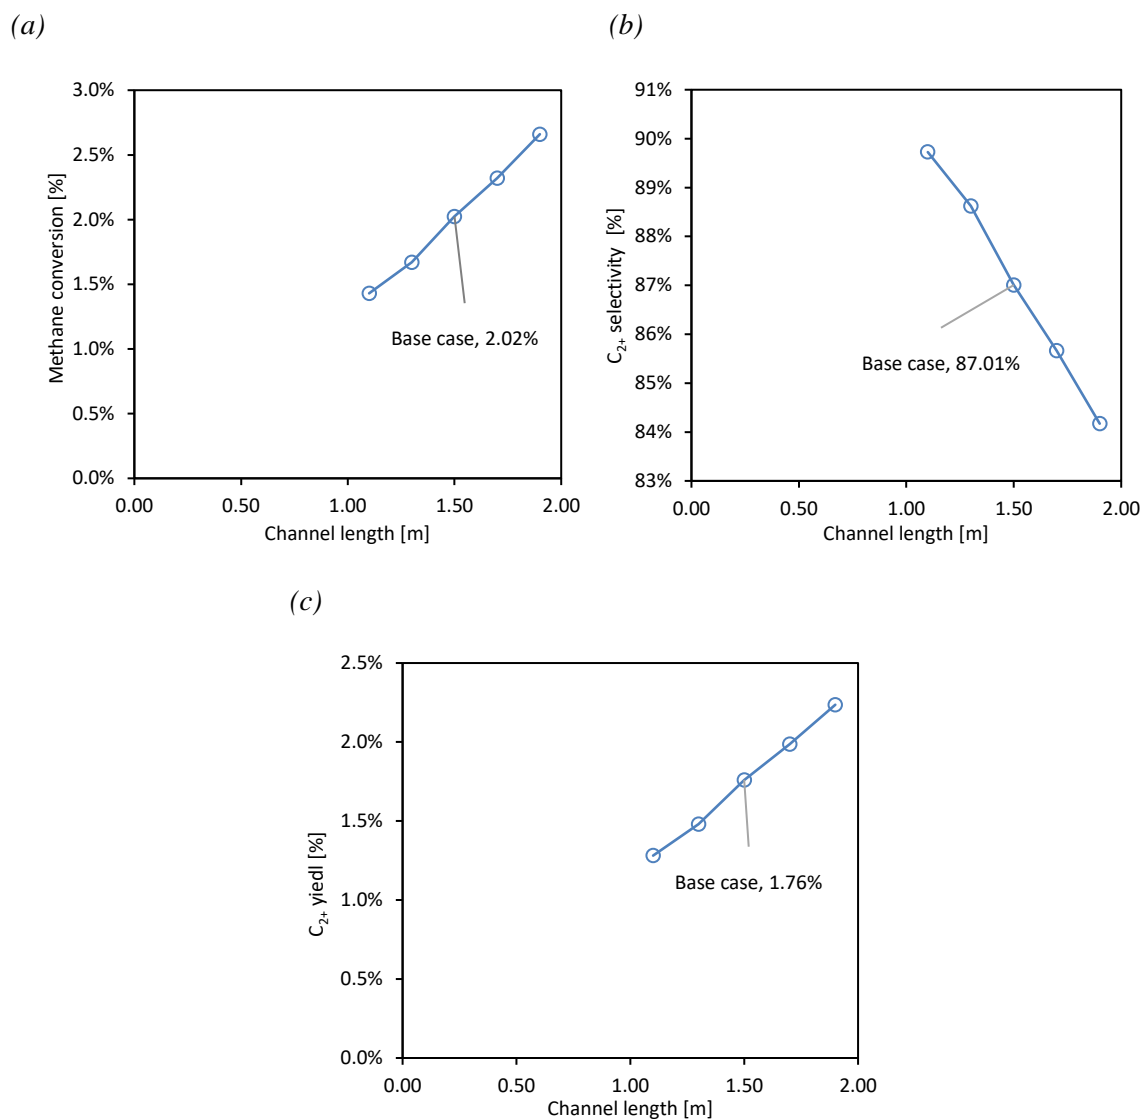 (a)
3.0%
2.5%
2.0%
1.5%
1.0%
0.5%
0.0%
Methane conversion [%]
Base case, 2.02%
0.00 0.50 1.00 1.50 2.00
Channel length [m]
(b)
91%
90%
89%
88%
87%
86%
85%
84%
83%
C2+ selectivity [%]
Base case, 87.01%
0.00 0.50 1.00 1.50 2.00
Channel length [m]
(c)
2.5%
2.0%
1.5%
1.0%
0.5%
0.0%
C2+ yiedl [%]
Base case, 1.76%
0.00 0.50 1.00 1.50 2.00
Channel length [m]